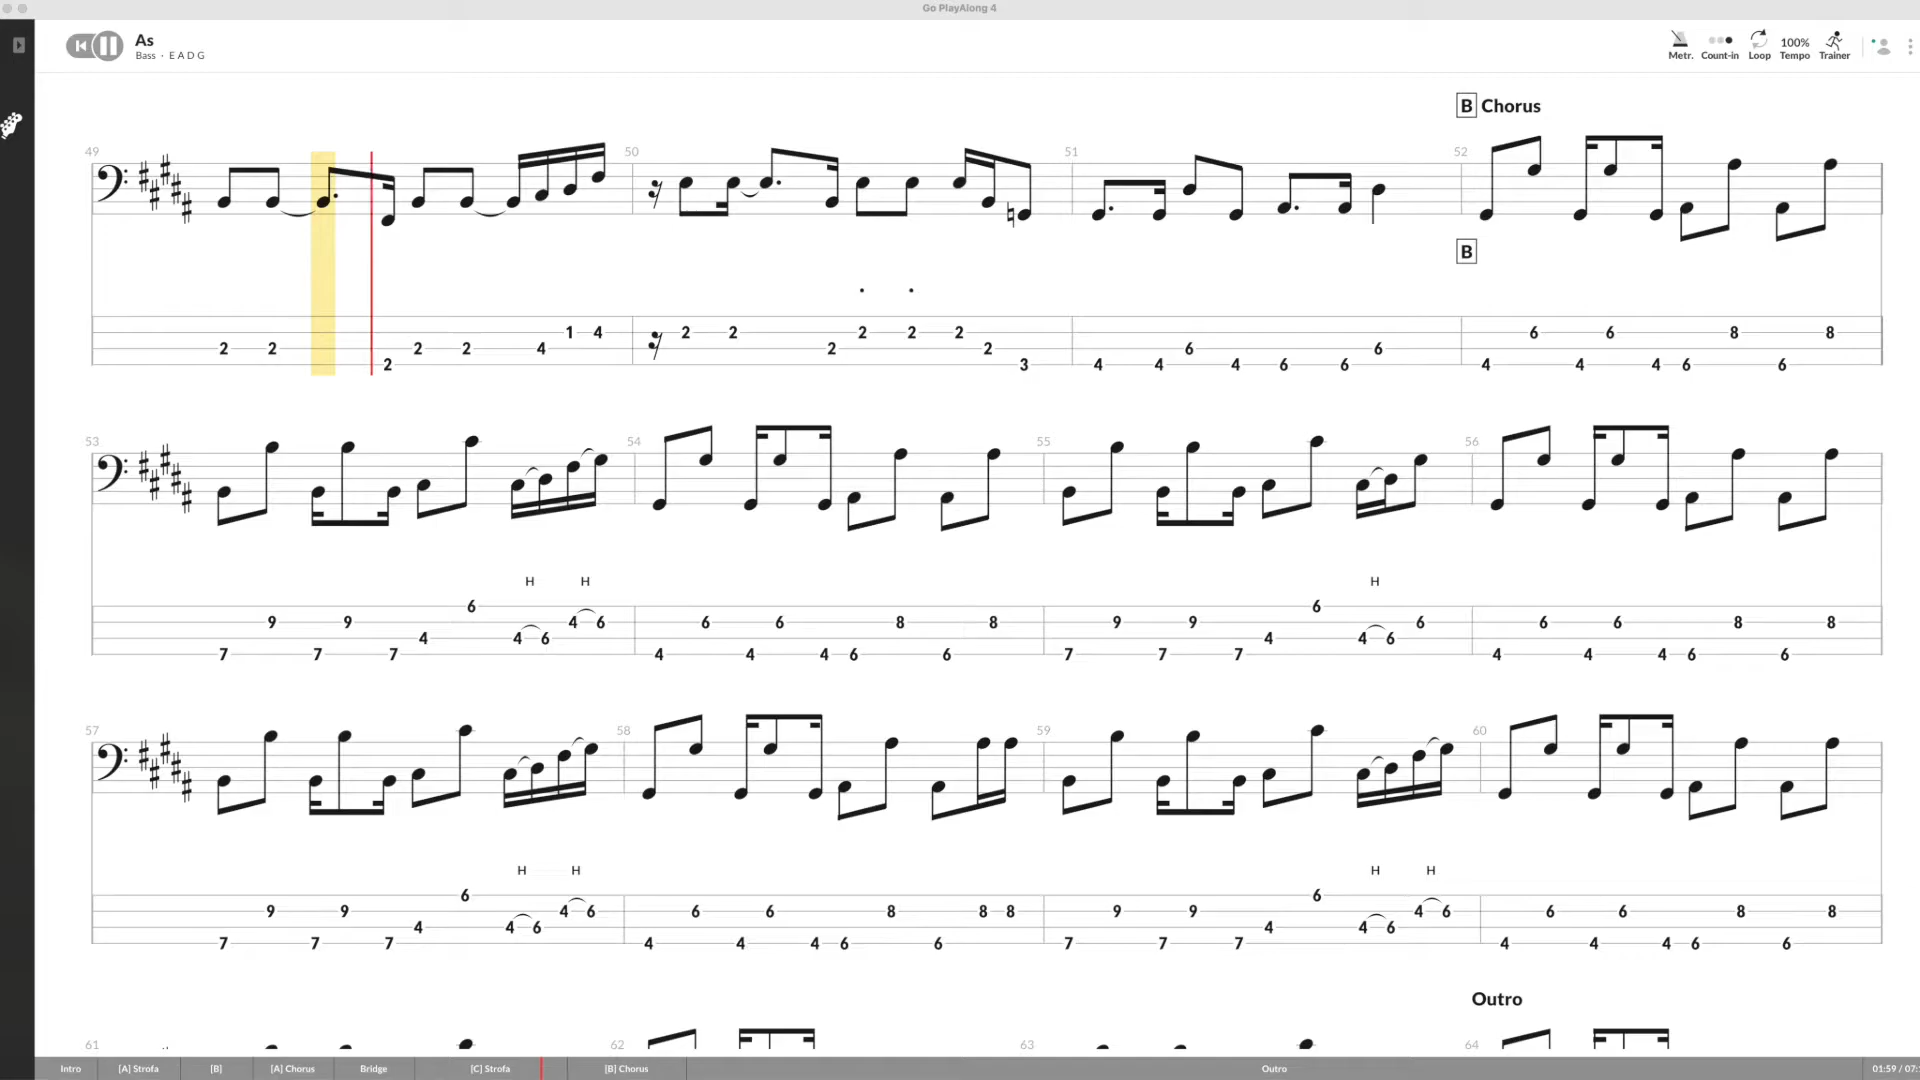 Go PlayAlong 4
As
Bass · E A D G
Metr. Count-in Loop 100% Tempo Trainer
B Chorus
49 50 51 52
B
1 4 2 2 2 2 2 6 6 8 8
2 2 2 2 4 2 2 6 6
2 3 4 4 4 6 6 4 4 4 6 6
53 54 55 56
H H H
6 6
9 9 4 6 6 6 8 8 9 9 6 6 6 8 8
4 4 6 4 4 6
7 7 7 4 4 4 6 6 7 7 7 4 4 4 6 6
57 58 59 60
H H H H
6 6
9 9 4 6 6 6 8 8 8 9 9 4 6 6 6 8 8
4 4 6 4 4 6
7 7 7 4 4 4 6 6 7 7 7 4 4 4 6 6
Outro
61 62 63 64
Intro [A] Strofa [B] [A] Chorus Bridge [C] Strofa [B] Chorus Outro 01:59 / 07: